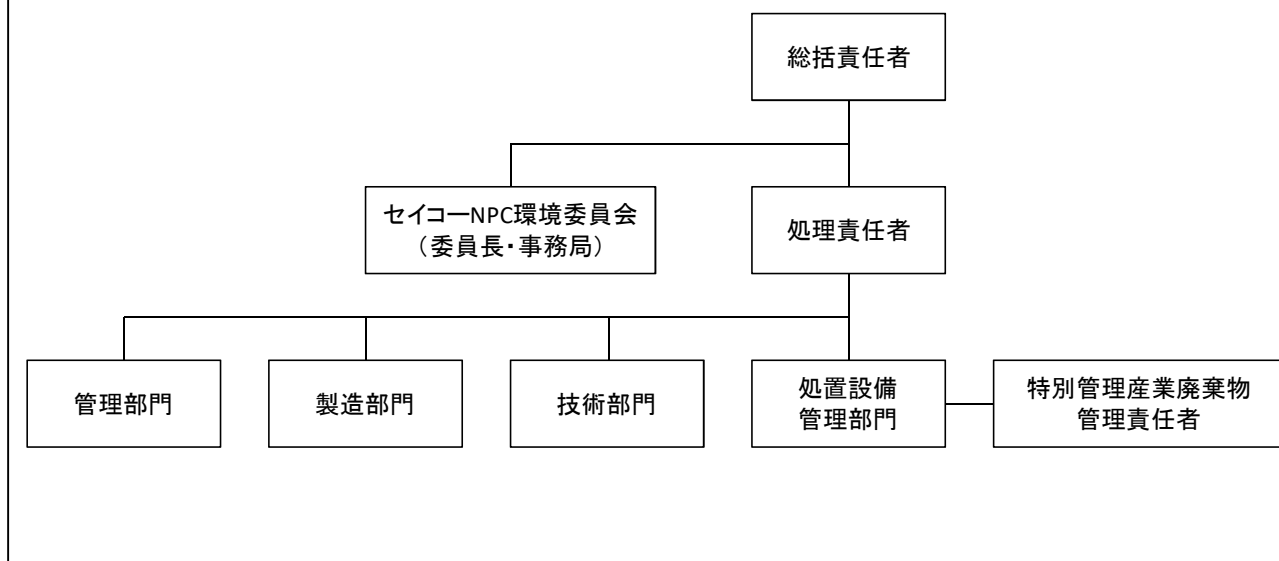 総括責任者
セイコーNPC環境委員会
（委員長・事務局）
処理責任者
管理部門
製造部門
技術部門
処置設備
管理部門
特別管理産業廃棄物
管理責任者